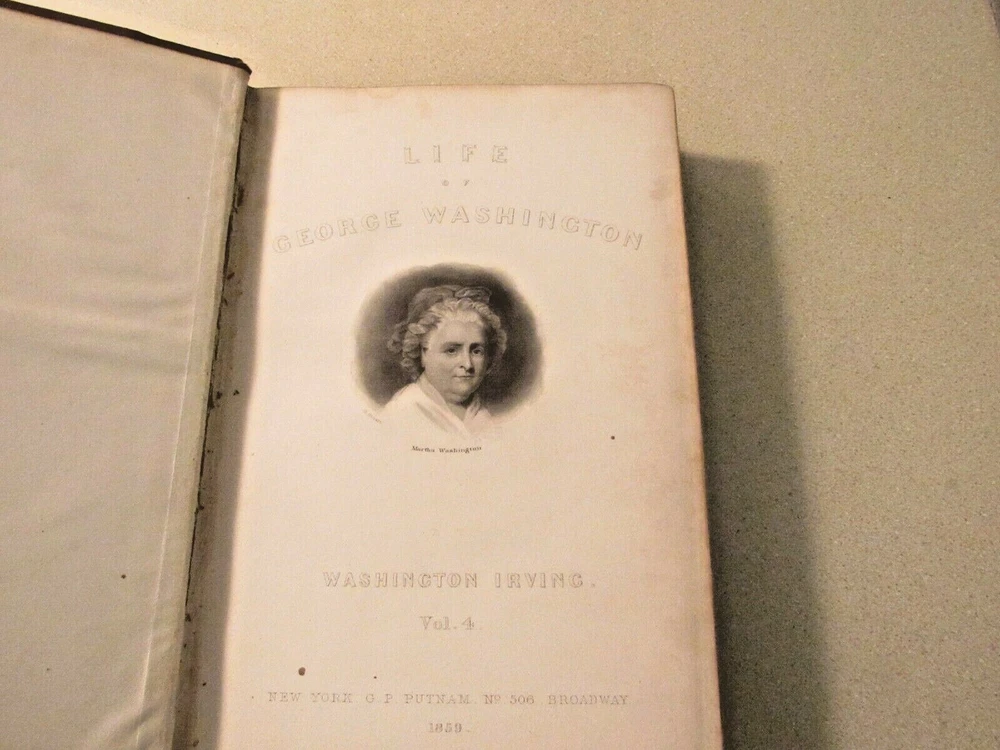 LIFE
OF
GEORGE WASHINGTON
Martha Washington
WASHINGTON IRVING.
Vol. 4.
NEW YORK G. P. PUTNAM. No. 506. BROADWAY
1859.